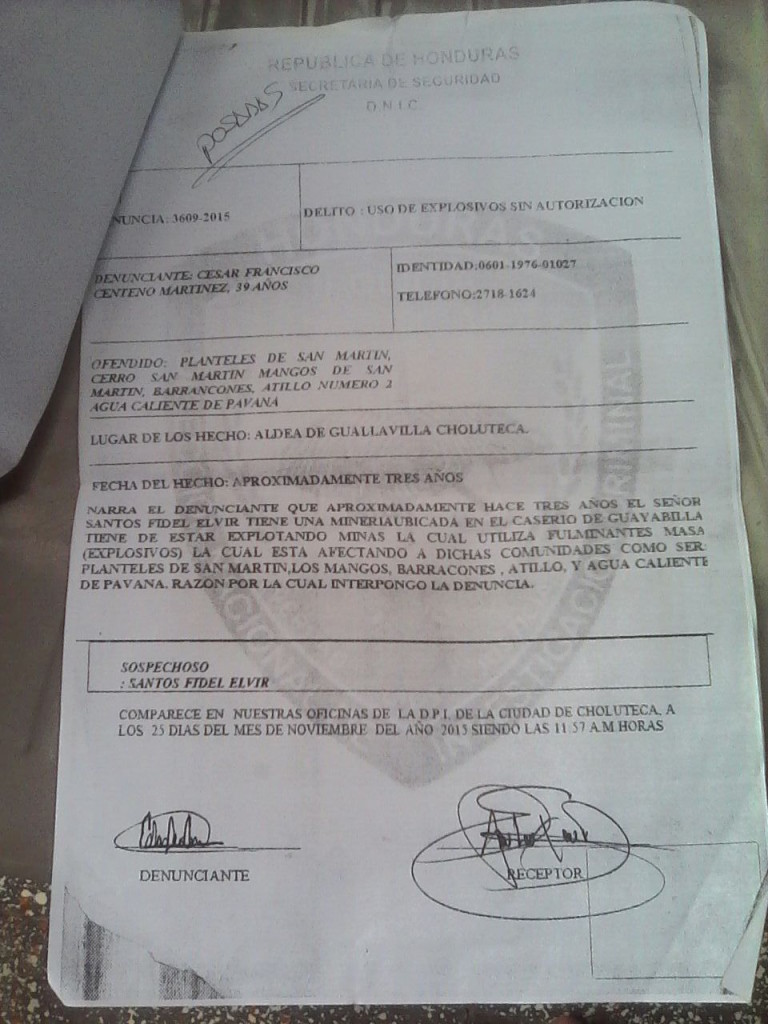 REPUBLICA DE HONDURAS
SECRETARIA DE SEGURIDAD
D.N.I.C.
NUNCIA: 3609-2015
DELITO : USO DE EXPLOSIVOS SIN AUTORIZACION
DENUNCIANTE: CESAR FRANCISCO
CENTENO MARTINEZ, 39 AÑOS
IDENTIDAD:0601-1976-01027
TELEFONO:2718-1624
OFENDIDO: PLANTELES DE SAN MARTIN,
CERRO SAN MARTIN MANGOS DE SAN
MARTIN, BARRANCONES, ATILLO NUMERO 2
AGUA CALIENTE DE PAVANA
LUGAR DE LOS HECHO: ALDEA DE GUALLAVILLA CHOLUTECA.
FECHA DEL HECHO: APROXIMADAMENTE TRES AÑOS
NARRA EL DENUNCIANTE QUE APROXIMADAMENTE HACE TRES AÑOS EL SEÑOR
SANTOS FIDEL ELVIR TIENE UNA MINERIAUBICADA EN EL CASERIO DE GUAYABILLA
TIENE DE ESTAR EXPLOTANDO MINAS LA CUAL UTILIZA FULMINANTES MASA
(EXPLOSIVOS) LA CUAL ESTA AFECTANDO A DICHAS COMUNIDADES COMO SER:
PLANTELES DE SAN MARTIN,LOS MANGOS, BARRACONES , ATILLO, Y AGUA CALIENTE
DE PAVANA. RAZON POR LA CUAL INTERPONGO LA DENUNCIA.
SOSPECHOSO
: SANTOS FIDEL ELVIR
COMPARECE EN NUESTRAS OFICINAS DE LA D.P.I. DE LA CIUDAD DE CHOLUTECA, A
LOS 25 DIAS DEL MES DE NOVIEMBRE DEL AÑO 2015 SIENDO LAS 11:57 A.M HORAS
DENUNCIANTE
RECEPTOR